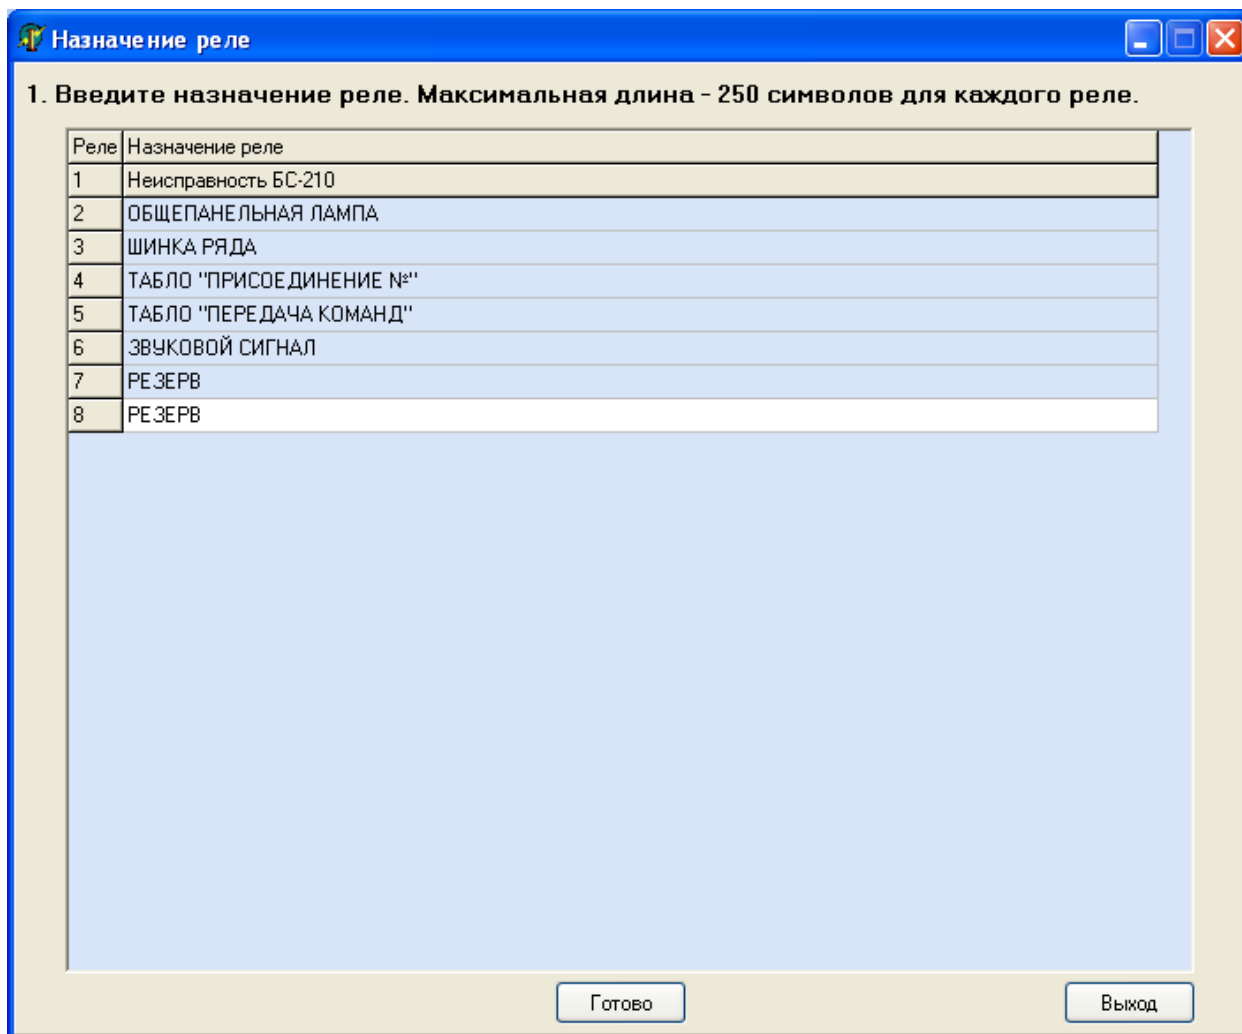 Назначение реле
1. Введите назначение реле. Максимальная длина - 250 символов для каждого реле.
Реле Назначение реле
1 Неисправность БС-210
2 ОБЩЕПАНЕЛЬНАЯ ЛАМПА
3 ШИНКА РЯДА
4 ТАБЛО "ПРИСОЕДИНЕНИЕ №"
5 ТАБЛО "ПЕРЕДАЧА КОМАНД"
6 ЗВУКОВОЙ СИГНАЛ
7 РЕЗЕРВ
8 РЕЗЕРВ
Готово Выход